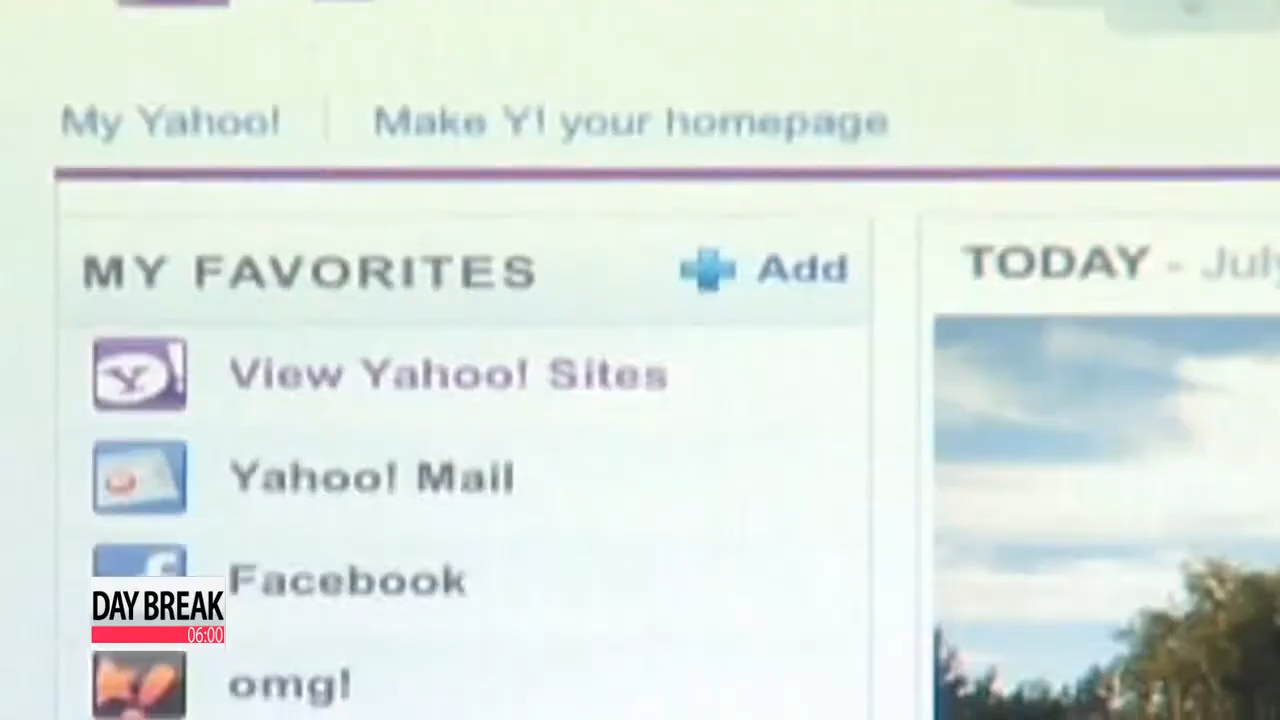 My Yahoo! Make Y! your homepage
MY FAVORITES Add
TODAY - July
View Yahoo! Sites
Yahoo! Mail
Facebook
DAY BREAK
06:00
omg!